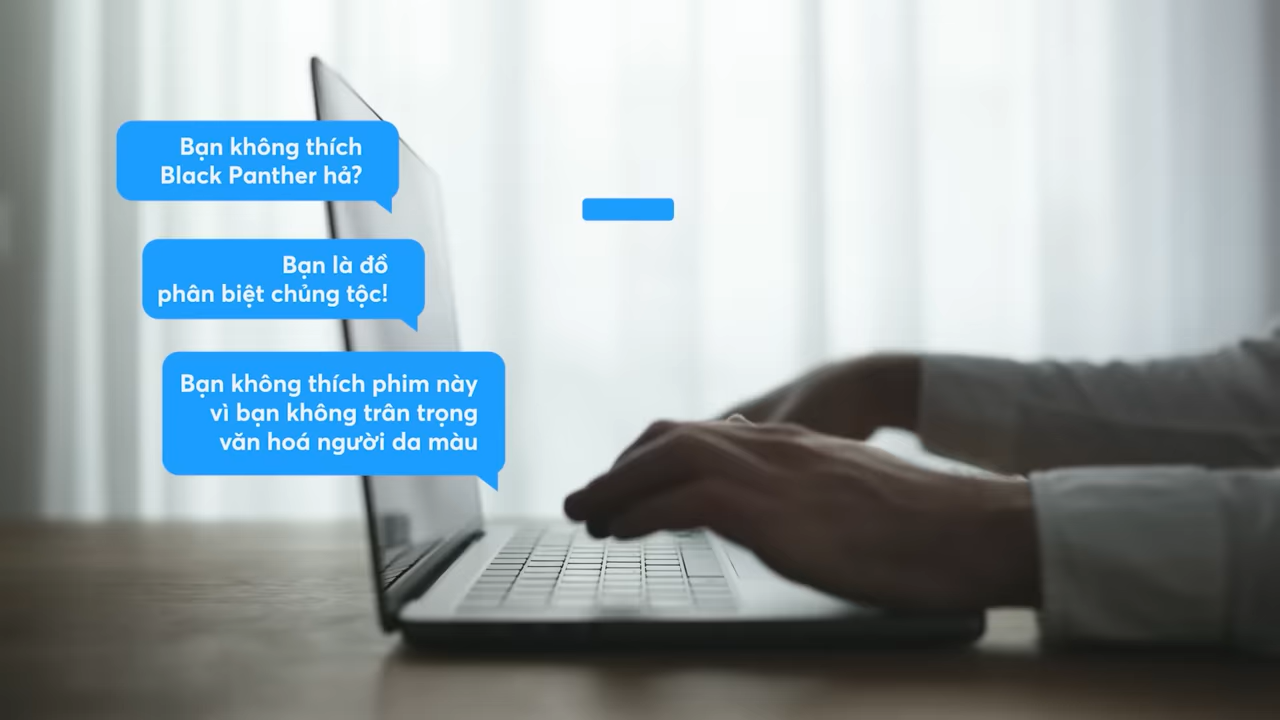 Bạn không thích
Black Panther hả?
Bạn là đồ
phân biệt chủng tộc!
Bạn không thích phim này
vì bạn không trân trọng
văn hoá người da màu